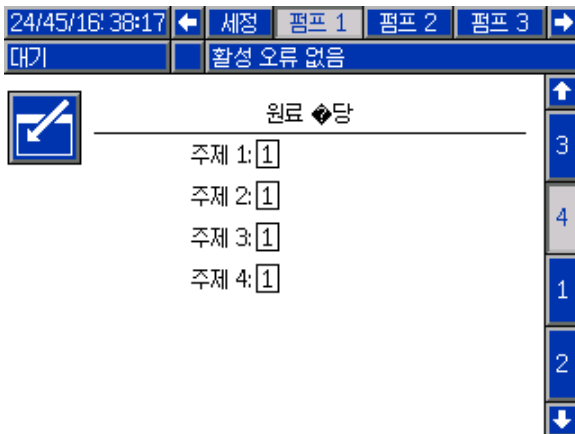 24/45/16' 38:17 세정 펌프 1 펌프 2 펌프 3
대기 활성 오류 없음
원료 �당
주제 1: 1
주제 2: 1
주제 3: 1
주제 4: 1
3
4
1
2